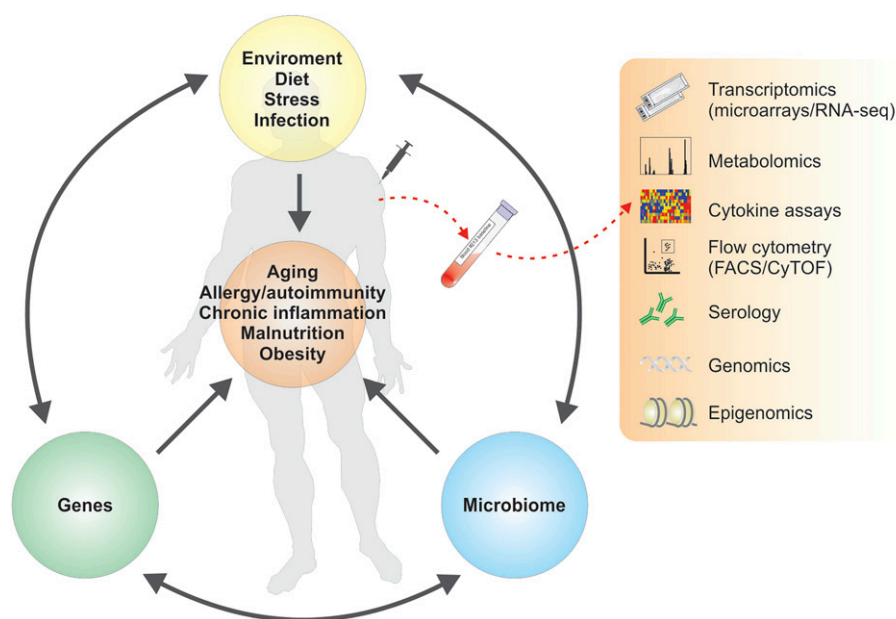 Enviroment
Diet
Stress
Infection
Aging
Allergy/autoimmunity
Chronic inflammation
Malnutrition
Obesity
Genes
Microbiome
Transcriptomics
(microarrays/RNA-seq)
Metabolomics
Cytokine assays
Flow cytometry
(FACS/CyTOF)
Serology
Genomics
Epigenomics